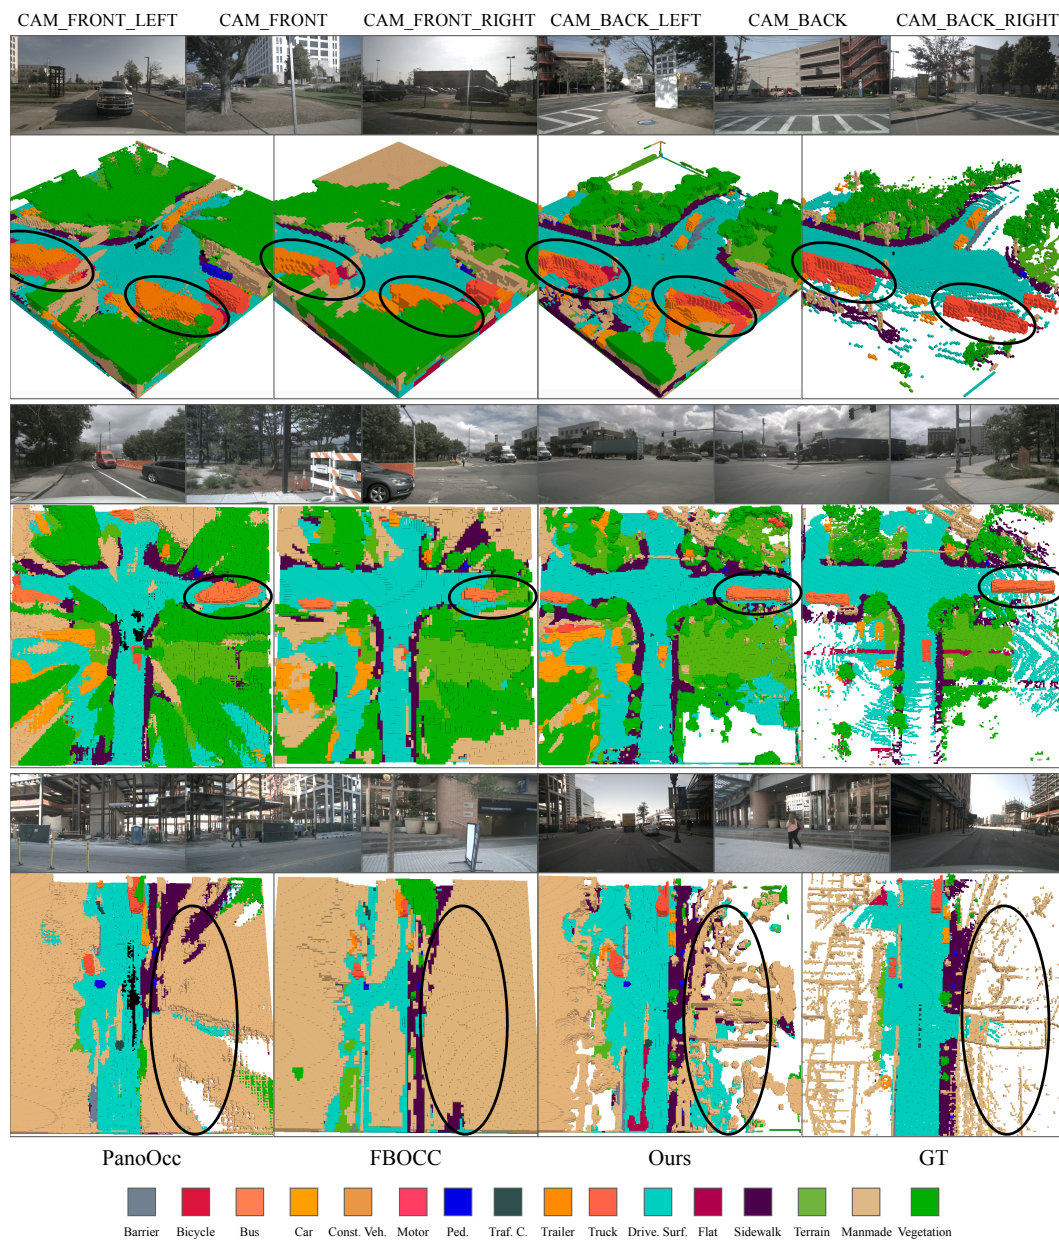 CAM_FRONT_LEFT CAM_FRONT CAM_FRONT_RIGHT CAM_BACK_LEFT CAM_BACK CAM_BACK_RIGHT
PanoOcc FBOCC Ours GT
Barrier Bicycle Bus Car Const. Veh. Motor Ped. Traf. C. Trailer Truck Drive. Surf. Flat Sidewalk Terrain Manmade Vegetation